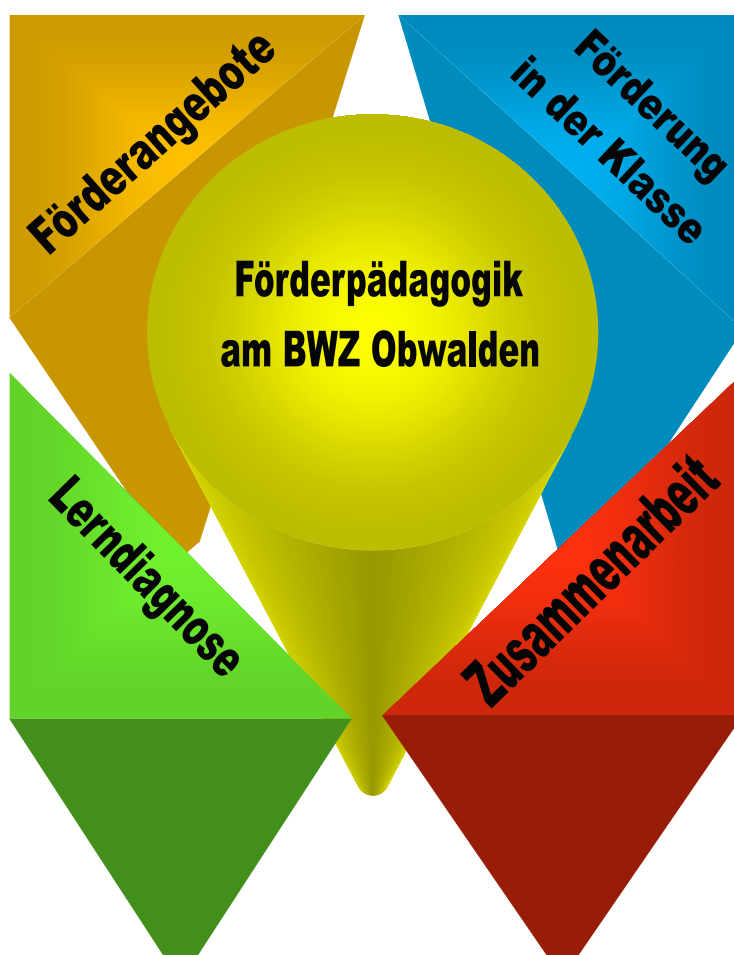 Förderangebote
Förderung
in der Klasse
Förderpädagogik
am BWZ Obwalden
Lerndiagnose
Zusammenarbeit